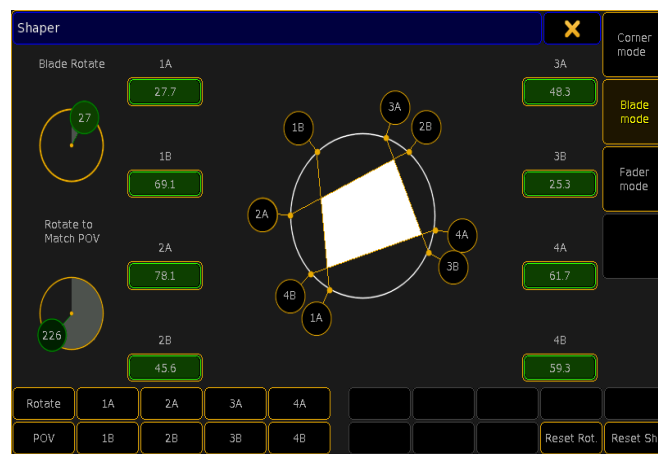 Shaper
Corner
mode
Blade Rotate
1A
3A
27.7
48.3
27
3A
1B
2B
Blade
mode
1B
3B
69.1
25.3
Fader
mode
2A
Rotate to
Match POV
4A
2A
4A
3B
78.1
61.7
4B
1A
226
2B
4B
45.6
59.3
Rotate
1A
2A
3A
4A
POV
1B
2B
3B
4B
Reset Rot.
Reset Sh